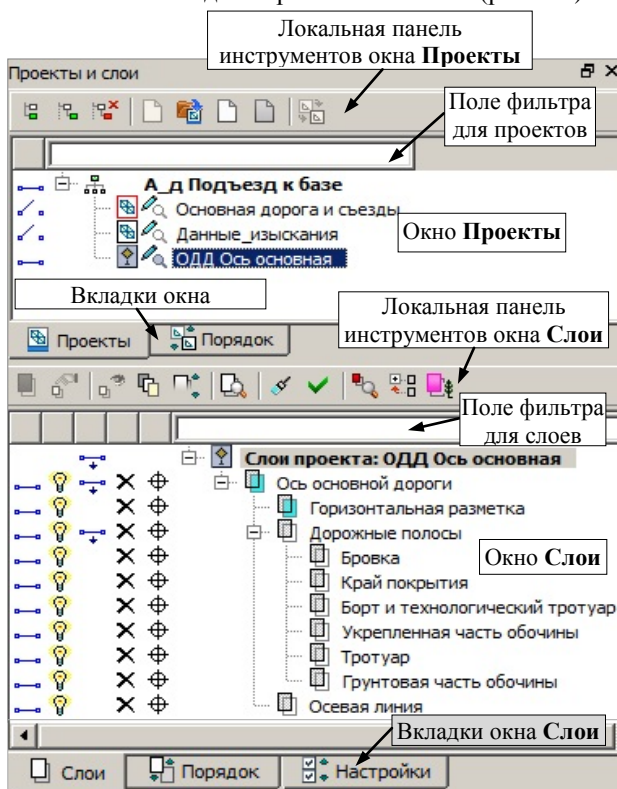 Локальная панель
инструментов окна Проекты
Проекты и слои
Поле фильтра
для проектов
А_д Подъезд к базе
Основная дорога и съезды
Данные_изыскания
Окно Проекты
ОДД Ось основная
Вкладки окна
Локальная панель
инструментов окна Слои
Проекты
Порядок
Поле фильтра
для слоев
Слои проекта: ОДД Ось основная
Ось основной дороги
Горизонтальная разметка
Дорожные полосы
Бровка
Окно Слои
Край покрытия
Борт и технологический тротуар
Укрепленная часть обочины
Тротуар
Грунтовая часть обочины
Осевая линия
Вкладки окна Слои
Слои
Порядок
Настройки